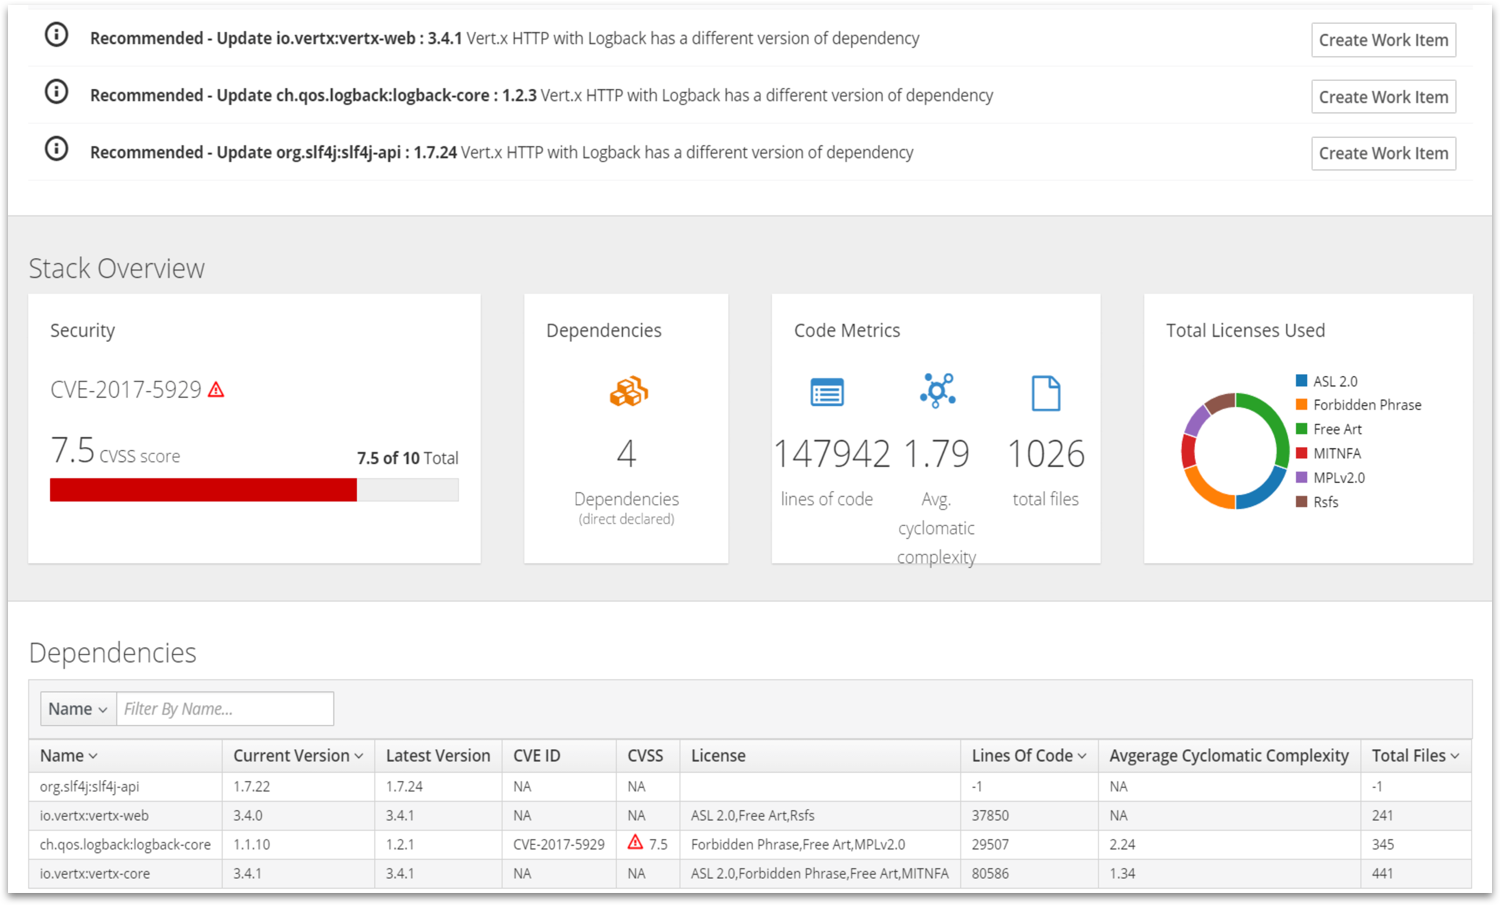 Recommended - Update io.vertx:vertx-web : 3.4.1 Vert.x HTTP with Logback has a different version of dependency Create Work Item
Recommended - Update ch.qos.logback:logback-core : 1.2.3 Vert.x HTTP with Logback has a different version of dependency Create Work Item
Recommended - Update org.slf4j:slf4j-api : 1.7.24 Vert.x HTTP with Logback has a different version of dependency Create Work Item
Stack Overview
Security
CVE-2017-5929
7.5 CVSS score 7.5 of 10 Total
Dependencies
4
Dependencies
(direct declared)
Code Metrics
147942 1.79 1026
lines of code Avg. total files
cyclomatic
complexity
Total Licenses Used
ASL 2.0
Forbidden Phrase
Free Art
MITNFA
MPLv2.0
Rsfs
Dependencies
Name Filter By Name...
Name Current Version Latest Version CVE ID CVSS License Lines Of Code Avgerage Cyclomatic Complexity Total Files
org.slf4j:slf4j-api 1.7.22 1.7.24 NA NA -1 NA -1
io.vertx:vertx-web 3.4.0 3.4.1 NA NA ASL 2.0,Free Art,Rsfs 37850 NA 241
ch.qos.logback:logback-core 1.1.10 1.2.1 CVE-2017-5929 7.5 Forbidden Phrase,Free Art,MPLv2.0 29507 2.24 345
io.vertx:vertx-core 3.4.1 3.4.1 NA NA ASL 2.0,Forbidden Phrase,Free Art,MITNFA 80586 1.34 441